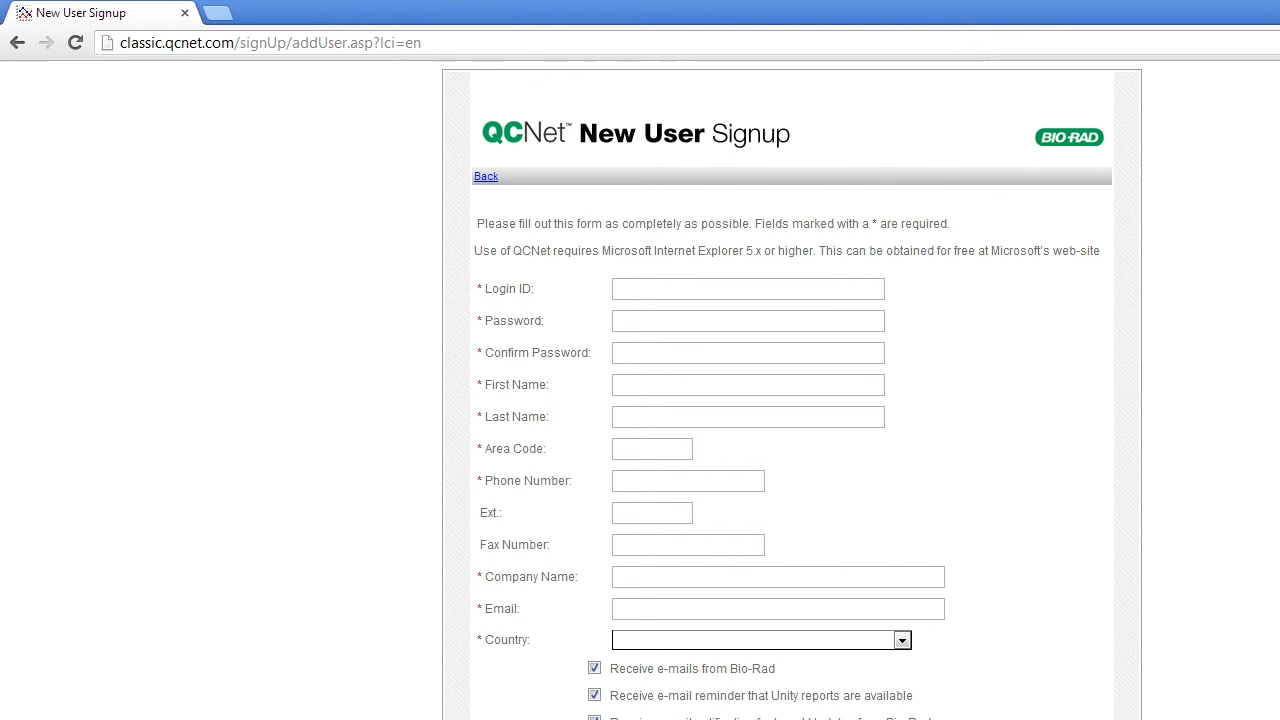 New User Signup
classic.qcnet.com/signUp/addUser.asp?lci=en
QCNet™ New User Signup
BIO-RAD
Back
Please fill out this form as completely as possible. Fields marked with a * are required.
Use of QCNet requires Microsoft Internet Explorer 5.x or higher. This can be obtained for free at Microsoft's web-site
* Login ID:
* Password:
* Confirm Password:
* First Name:
* Last Name:
* Area Code:
* Phone Number:
Ext.:
Fax Number:
* Company Name:
* Email:
* Country:
Receive e-mails from Bio-Rad
Receive e-mail reminder that Unity reports are available